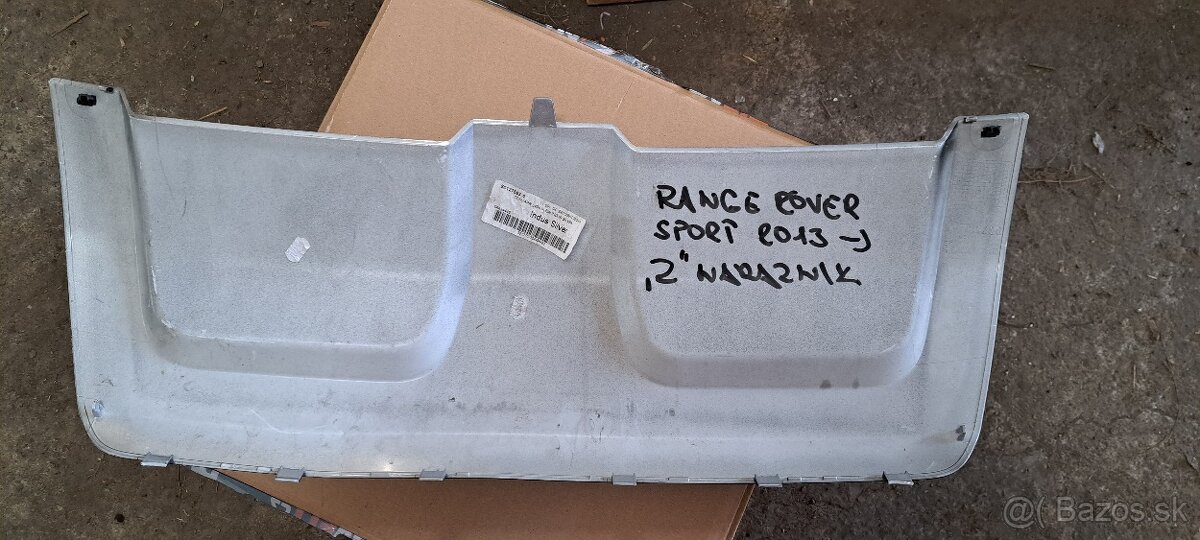 Indus Silver
RANGE ROVER
SPORT 2013 →
„Z" NARAZNIK
@( Bazos.sk